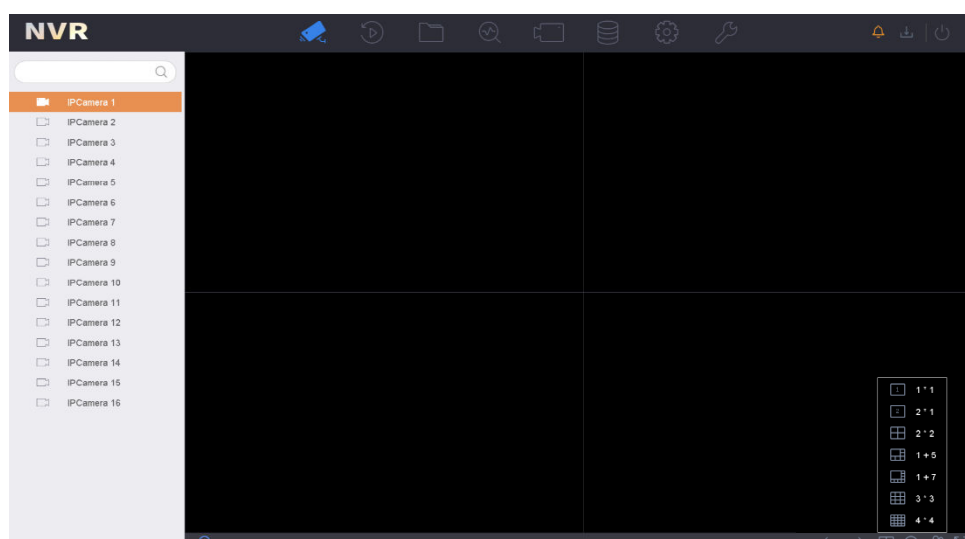 NVR
IPCamera 1
IPCamera 2
IPCamera 3
IPCamera 4
IPCamera 5
IPCamera 6
IPCamera 7
IPCamera 8
IPCamera 9
IPCamera 10
IPCamera 11
IPCamera 12
IPCamera 13
IPCamera 14
IPCamera 15
IPCamera 16
1 * 1
2 * 1
2 * 2
1 + 5
1 + 7
3 * 3
4 * 4